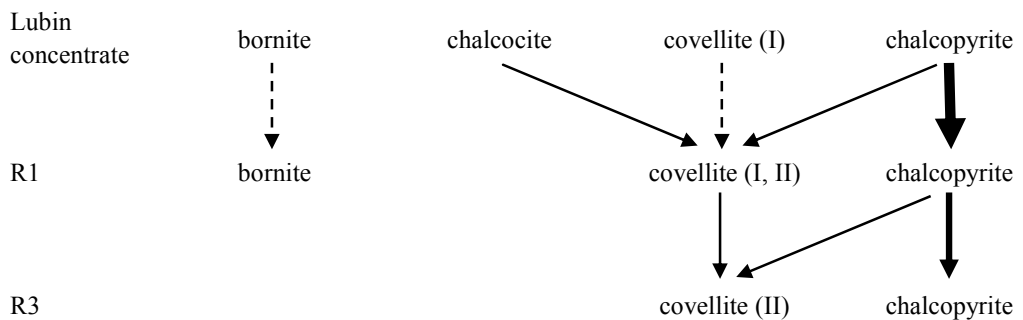 Lubin
concentrate
bornite chalcocite covellite (I) chalcopyrite
R1 bornite covellite (I, II) chalcopyrite
R3 covellite (II) chalcopyrite